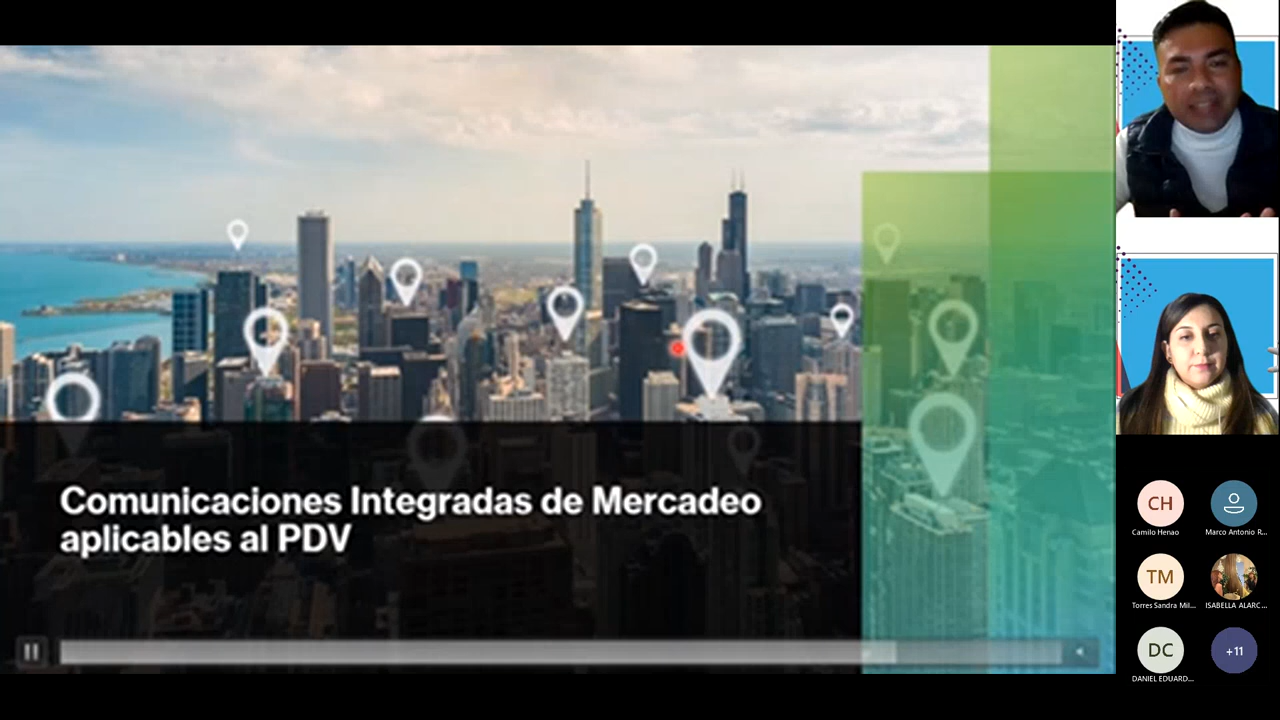 Comunicaciones Integradas de Mercadeo
aplicables al PDV
CH
Camilo Henao
Marco Antonio R...
TM
Torres Sandra Mil...
ISABELLA ALARC...
DC
DANIEL EDUARD...
+11